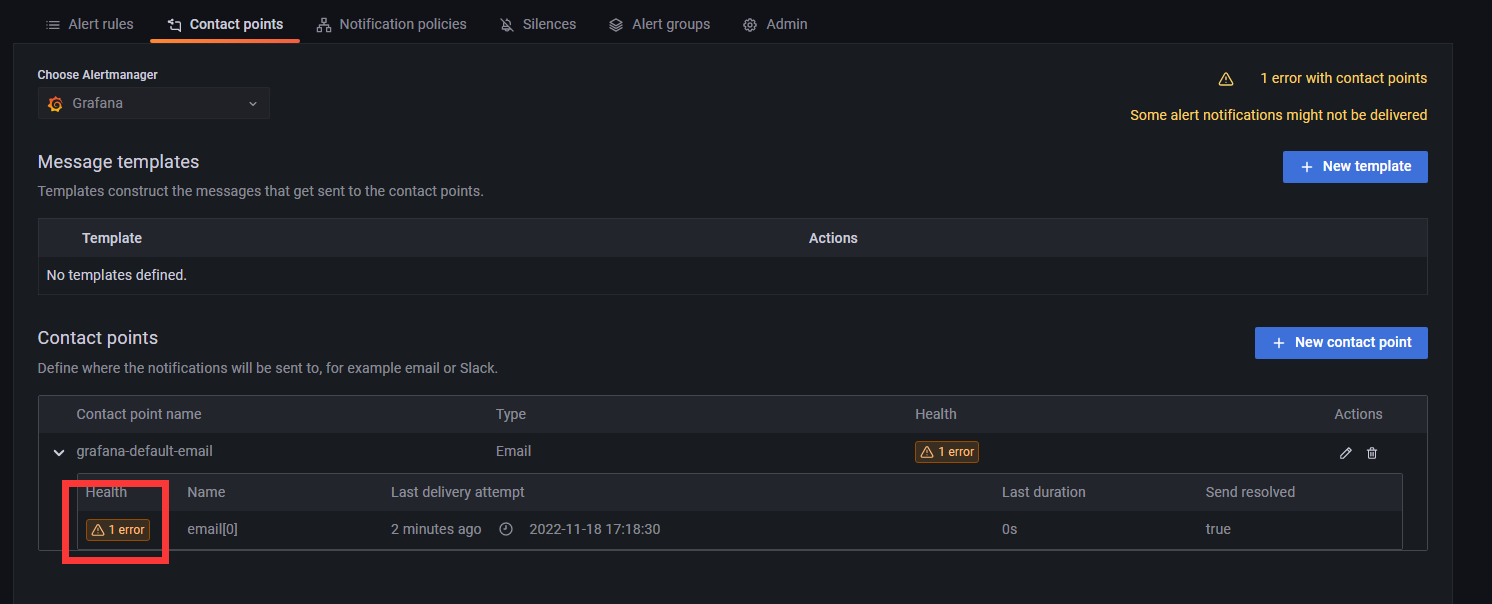 Alert rules Contact points Notification policies Silences Alert groups Admin
Choose Alertmanager
Grafana
1 error with contact points
Some alert notifications might not be delivered
Message templates
Templates construct the messages that get sent to the contact points.
New template
Template Actions
No templates defined.
Contact points
Define where the notifications will be sent to, for example email or Slack.
New contact point
Contact point name Type Health Actions
grafana-default-email Email 1 error
Health Name Last delivery attempt Last duration Send resolved
1 error email[0] 2 minutes ago 2022-11-18 17:18:30 0s true